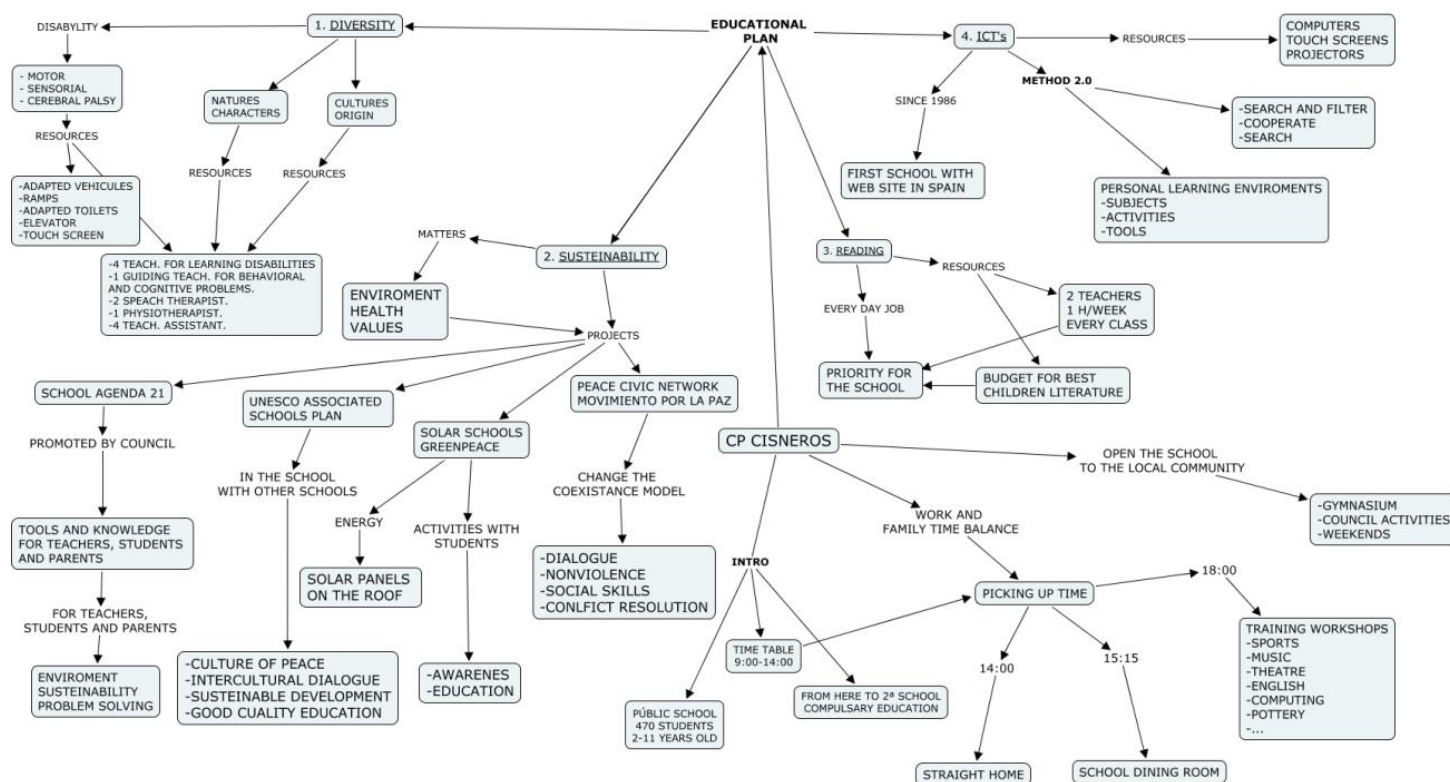 EDUCATIONAL
PLAN
DISABYLITY
1. DIVERSITY
- MOTOR
- SENSORIAL
- CEREBRAL PALSY
RESOURCES
-ADAPTED VEHICULES
-RAMPS
-ADAPTED TOILETS
-ELEVATOR
-TOUCH SCREEN
NATURES
CHARACTERS
RESOURCES
CULTURES
ORIGIN
RESOURCES
-4 TEACH. FOR LEARNING DISABILITIES
-1 GUIDING TEACH. FOR BEHAVIORAL
AND COGNITIVE PROBLEMS.
-2 SPEACH THERAPIST.
-1 PHYSIOTHERAPIST.
-4 TEACH. ASSISTANT.
4. ICT's
RESOURCES
COMPUTERS
TOUCH SCREENS
PROJECTORS
METHOD 2.0
-SEARCH AND FILTER
-COOPERATE
-SEARCH
SINCE 1986
FIRST SCHOOL WITH
WEB SITE IN SPAIN
PERSONAL LEARNING ENVIROMENTS
-SUBJECTS
-ACTIVITIES
-TOOLS
MATTERS
2. SUSTEINABILITY
ENVIROMENT
HEALTH
VALUES
PROJECTS
3. READING
RESOURCES
EVERY DAY JOB
2 TEACHERS
1 H/WEEK
EVERY CLASS
PRIORITY FOR
THE SCHOOL
BUDGET FOR BEST
CHILDREN LITERATURE
SCHOOL AGENDA 21
PROMOTED BY COUNCIL
TOOLS AND KNOWLEDGE
FOR TEACHERS, STUDENTS
AND PARENTS
FOR TEACHERS,
STUDENTS AND PARENTS
ENVIROMENT
SUSTEINABILITY
PROBLEM SOLVING
UNESCO ASSOCIATED
SCHOOLS PLAN
IN THE SCHOOL
WITH OTHER SCHOOLS
-CULTURE OF PEACE
-INTERCULTURAL DIALOGUE
-SUSTEINABLE DEVELOPMENT
-GOOD CUALITY EDUCATION
SOLAR SCHOOLS
GREENPEACE
ENERGY
SOLAR PANELS
ON THE ROOF
ACTIVITIES WITH
STUDENTS
-AWARENES
-EDUCATION
PEACE CIVIC NETWORK
MOVIMIENTO POR LA PAZ
CHANGE THE
COEXISTANCE MODEL
-DIALOGUE
-NONVIOLENCE
-SOCIAL SKILLS
-CONLFICT RESOLUTION
CP CISNEROS
OPEN THE SCHOOL
TO THE LOCAL COMMUNITY
-GYMNASIUM
-COUNCIL ACTIVITIES
-WEEKENDS
WORK AND
FAMILY TIME BALANCE
INTRO
PÚBLIC SCHOOL
470 STUDENTS
2-11 YEARS OLD
TIME TABLE
9:00-14:00
FROM HERE TO 2ª SCHOOL
COMPULSARY EDUCATION
PICKING UP TIME
14:00
STRAIGHT HOME
15:15
SCHOOL DINING ROOM
18:00
TRAINING WORKSHOPS
-SPORTS
-MUSIC
-THEATRE
-ENGLISH
-COMPUTING
-POTTERY
-...